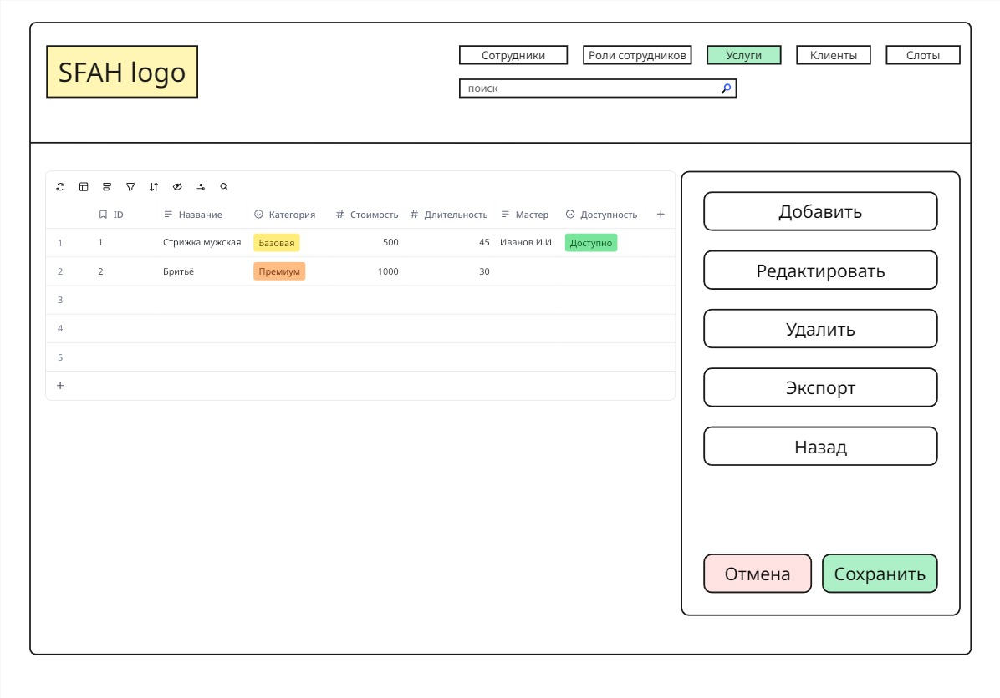 SFAH logo
Сотрудники
Роли сотрудников
Услуги
Клиенты
Слоты
поиск
ID Название Категория # Стоимость # Длительность Мастер Доступность +
1 1 Стрижка мужская Базовая 500 45 Иванов И.И Доступно
2 2 Бритьё Премиум 1000 30
3
4
5
+
Добавить
Редактировать
Удалить
Экспорт
Назад
Отмена
Сохранить